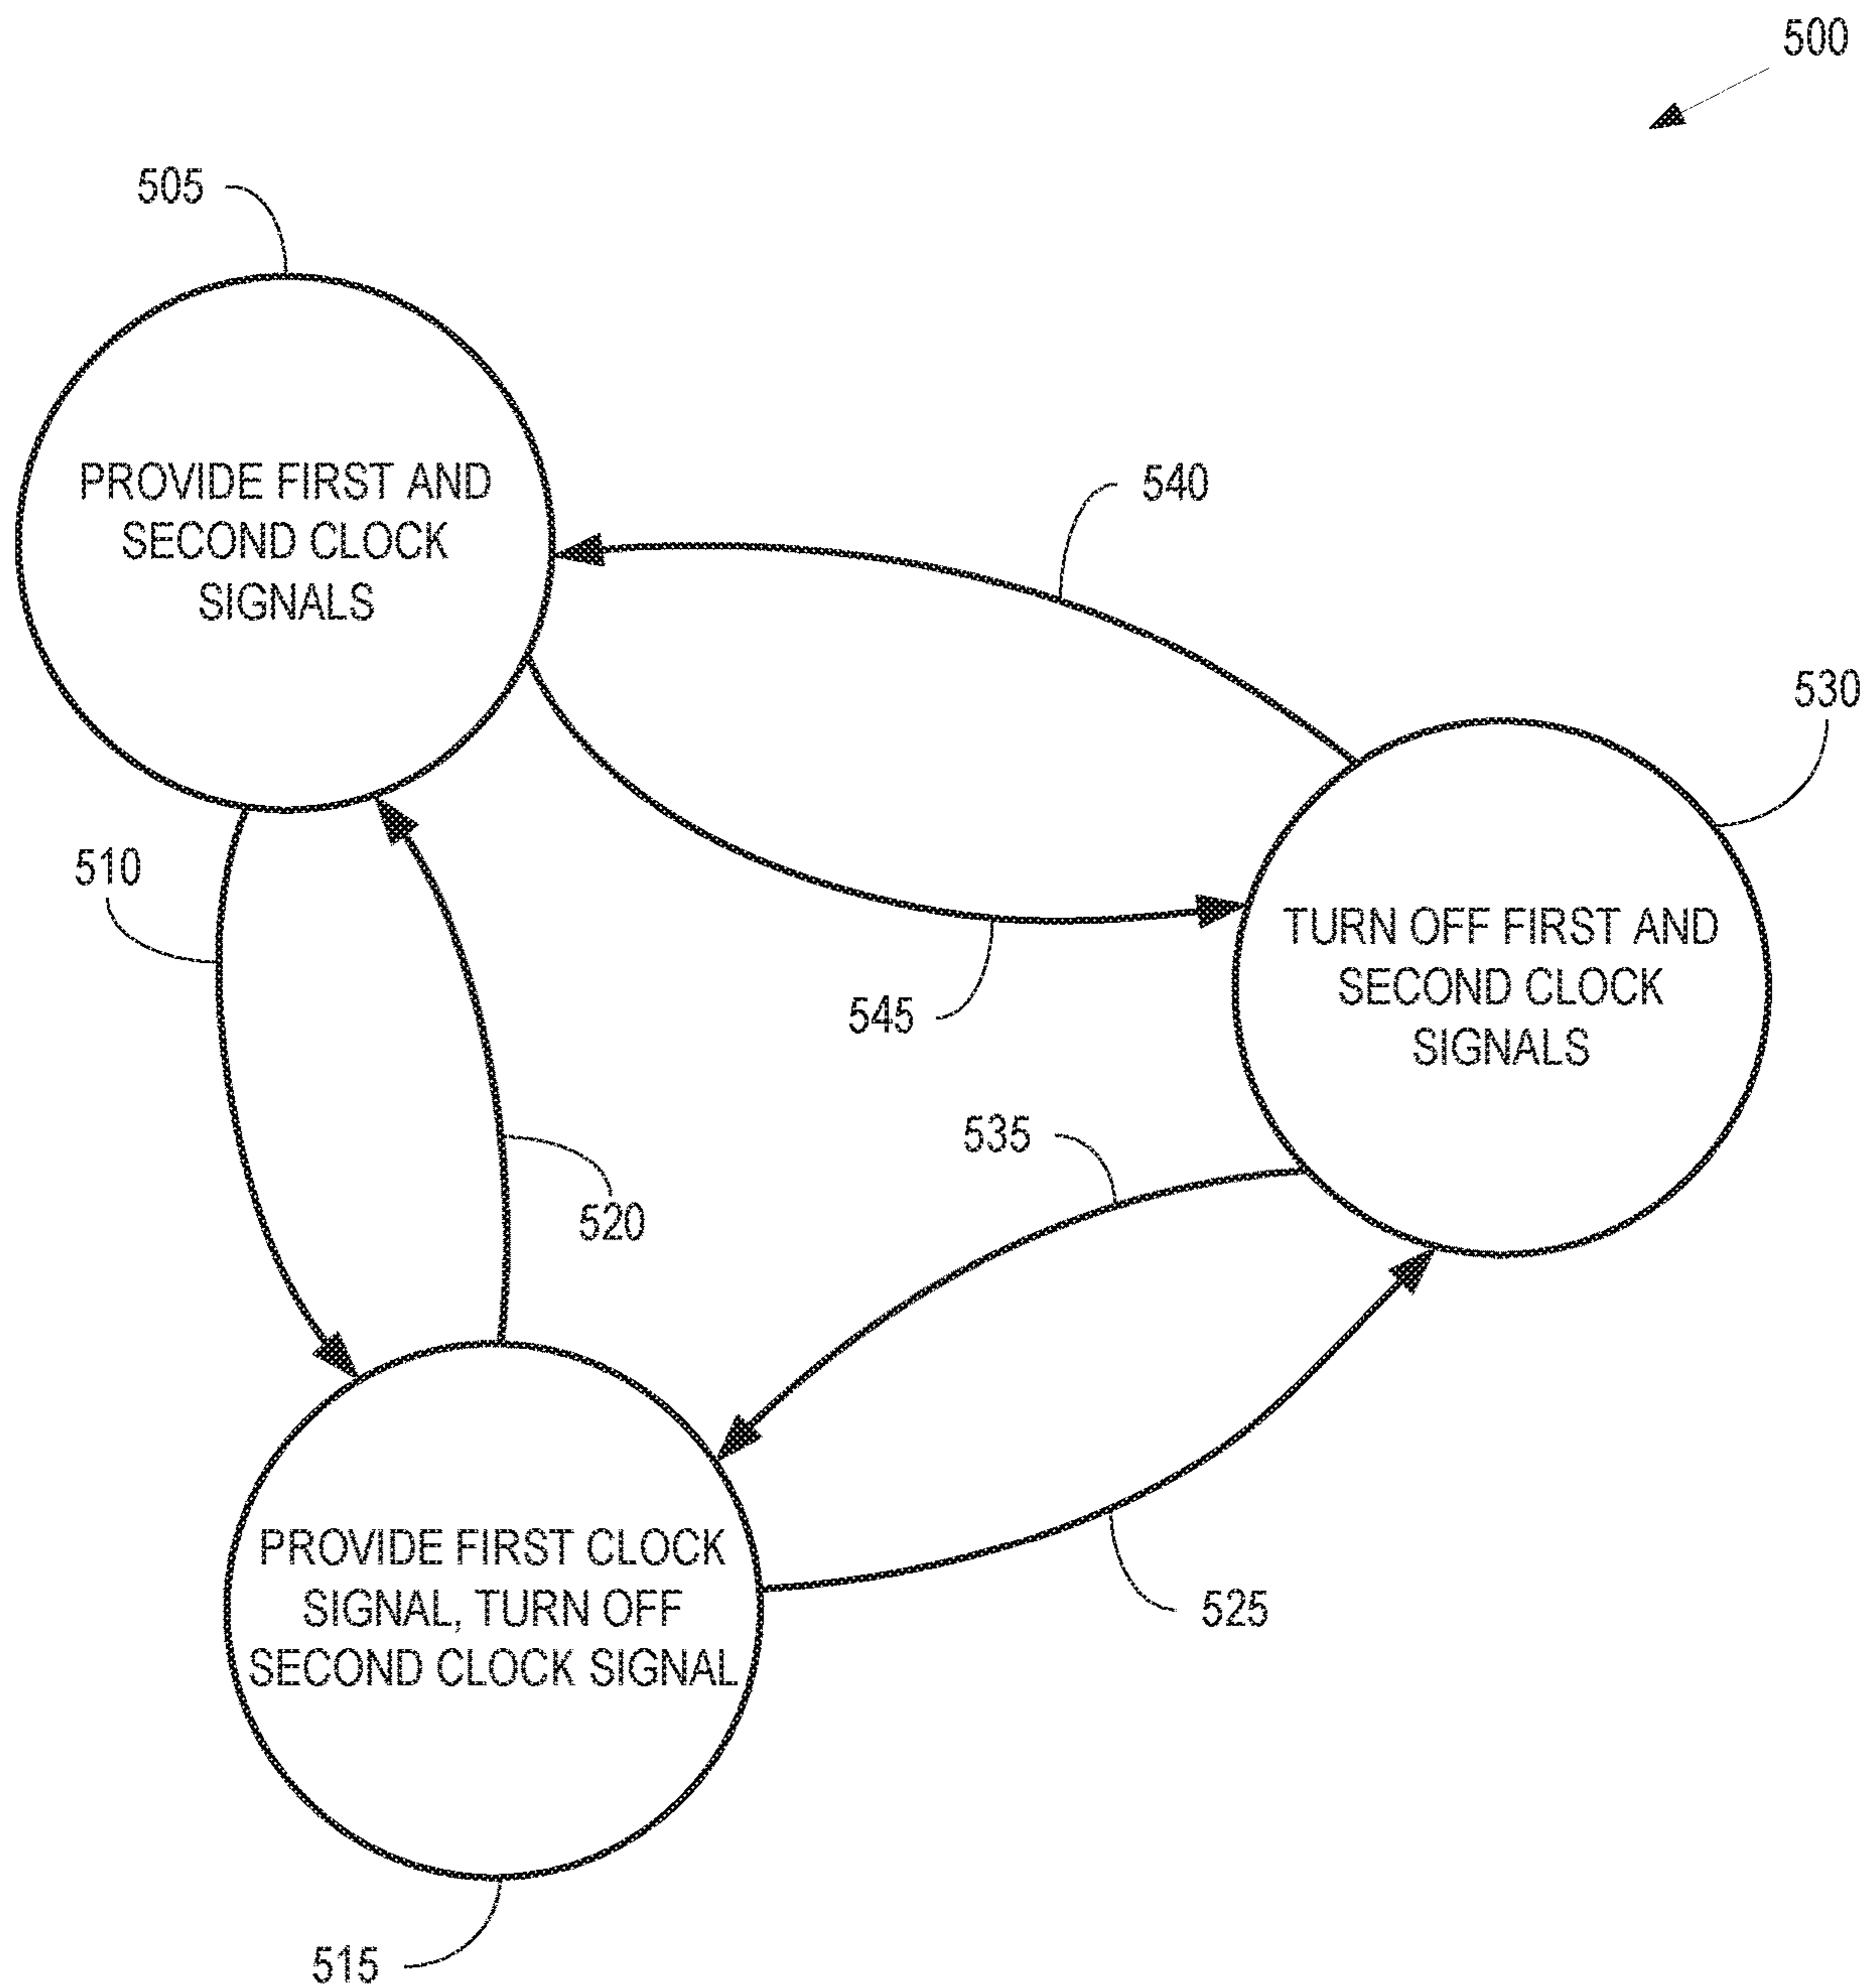 500
505
PROVIDE FIRST AND
SECOND CLOCK
SIGNALS
540
530
510
TURN OFF FIRST AND
SECOND CLOCK
SIGNALS
545
535
520
PROVIDE FIRST CLOCK
SIGNAL, TURN OFF
SECOND CLOCK SIGNAL
525
515